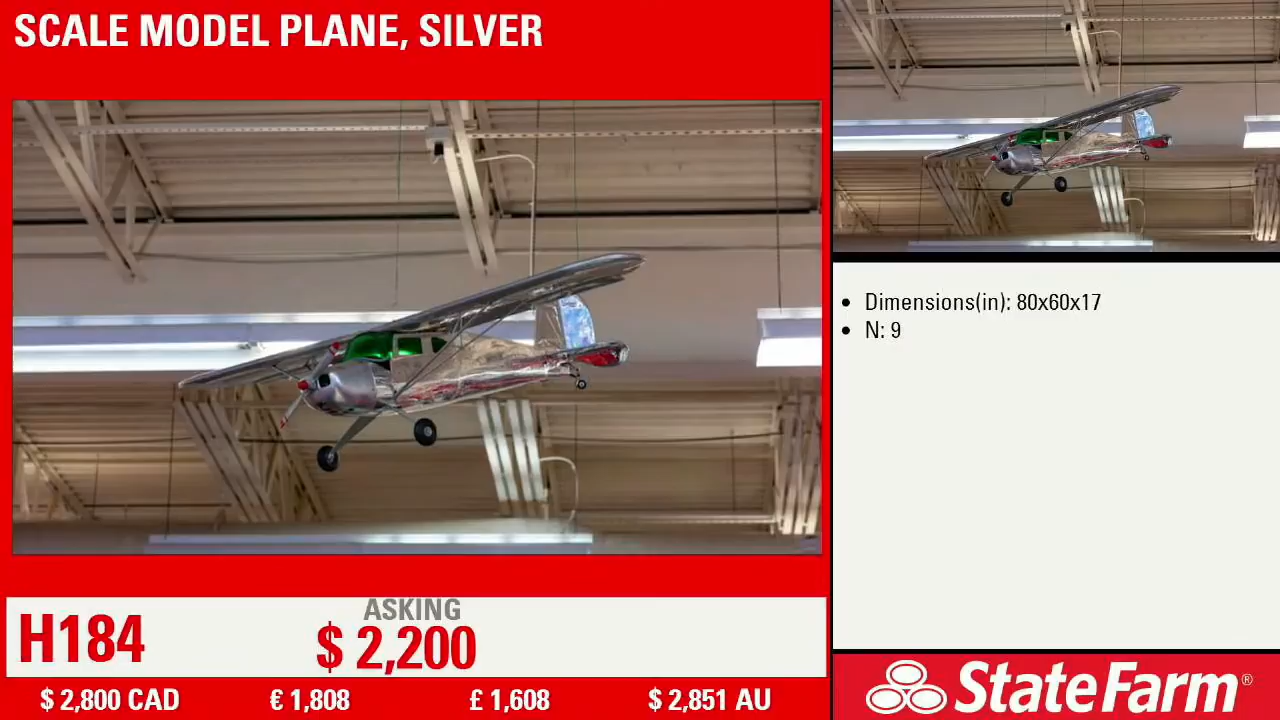 SCALE MODEL PLANE, SILVER
• Dimensions(in): 80x60x17
• N: 9
ASKING
H184
$ 2,200
$ 2,800 CAD € 1,808 £ 1,608 $ 2,851 AU
StateFarm®